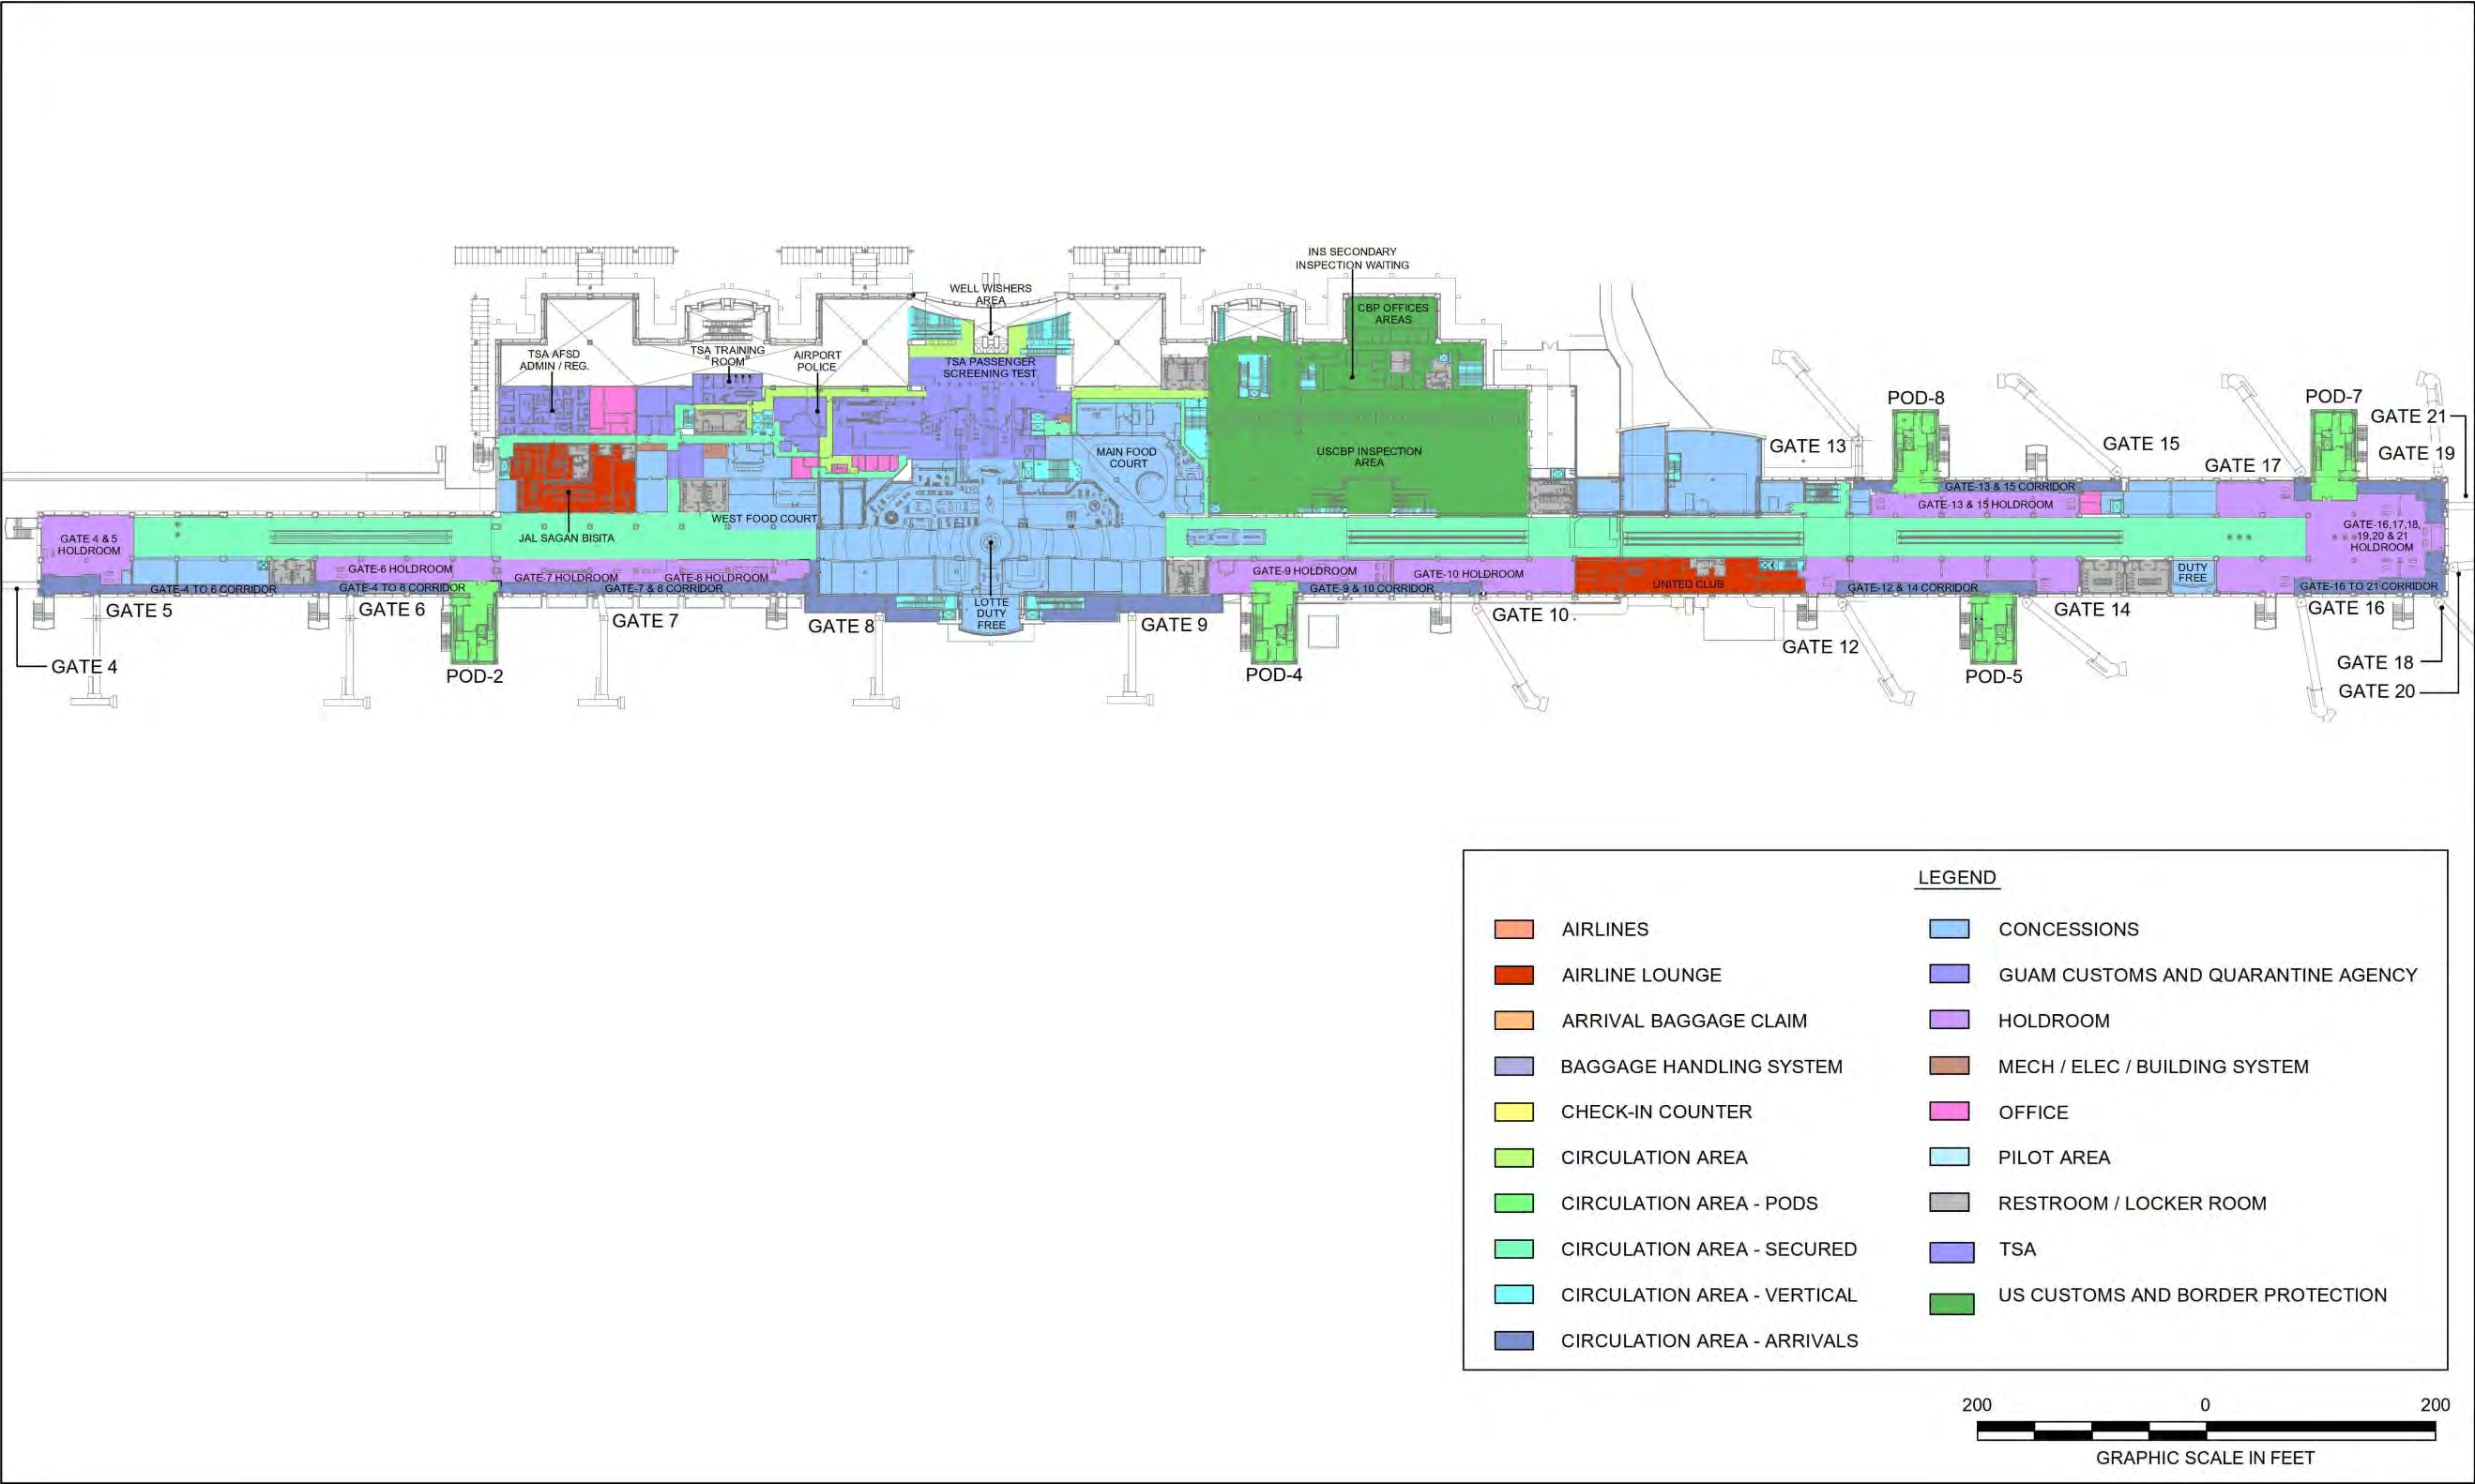 INS SECONDARY
INSPECTION WAITING
WELL WISHERS
AREA
CBP OFFICES
AREAS
TSA AFSD
ADMIN / REG.
TSA TRAINING
ROOM
AIRPORT
POLICE
TSA PASSENGER
SCREENING TEST
POD-8
POD-7
GATE 21
GATE 13
GATE 15
GATE 17
GATE 19
MAIN FOOD
COURT
USCBP INSPECTION
AREA
GATE-13 & 15 CORRIDOR
GATE-13 & 15 HOLDROOM
WEST FOOD COURT
JAL SAGAN BISITA
GATE 4 & 5
HOLDROOM
GATE-16,17,18,
19,20 & 21
HOLDROOM
GATE-6 HOLDROOM
GATE-7 HOLDROOM
GATE-8 HOLDROOM
GATE-9 HOLDROOM
GATE-10 HOLDROOM
UNITED CLUB
DUTY
FREE
GATE-4 TO 6 CORRIDOR
GATE-4 TO 8 CORRIDOR
GATE-7 & 8 CORRIDOR
GATE-9 & 10 CORRIDOR
GATE-12 & 14 CORRIDOR
GATE-16 TO 21 CORRIDOR
LOTTE
DUTY
FREE
GATE 5
GATE 6
GATE 7
GATE 8
GATE 9
GATE 10
GATE 12
GATE 14
GATE 16
GATE 4
POD-2
POD-4
POD-5
GATE 18
GATE 20
LEGEND
AIRLINES
AIRLINE LOUNGE
ARRIVAL BAGGAGE CLAIM
BAGGAGE HANDLING SYSTEM
CHECK-IN COUNTER
CIRCULATION AREA
CIRCULATION AREA - PODS
CIRCULATION AREA - SECURED
CIRCULATION AREA - VERTICAL
CIRCULATION AREA - ARRIVALS
CONCESSIONS
GUAM CUSTOMS AND QUARANTINE AGENCY
HOLDROOM
MECH / ELEC / BUILDING SYSTEM
OFFICE
PILOT AREA
RESTROOM / LOCKER ROOM
TSA
US CUSTOMS AND BORDER PROTECTION
200 0 200
GRAPHIC SCALE IN FEET